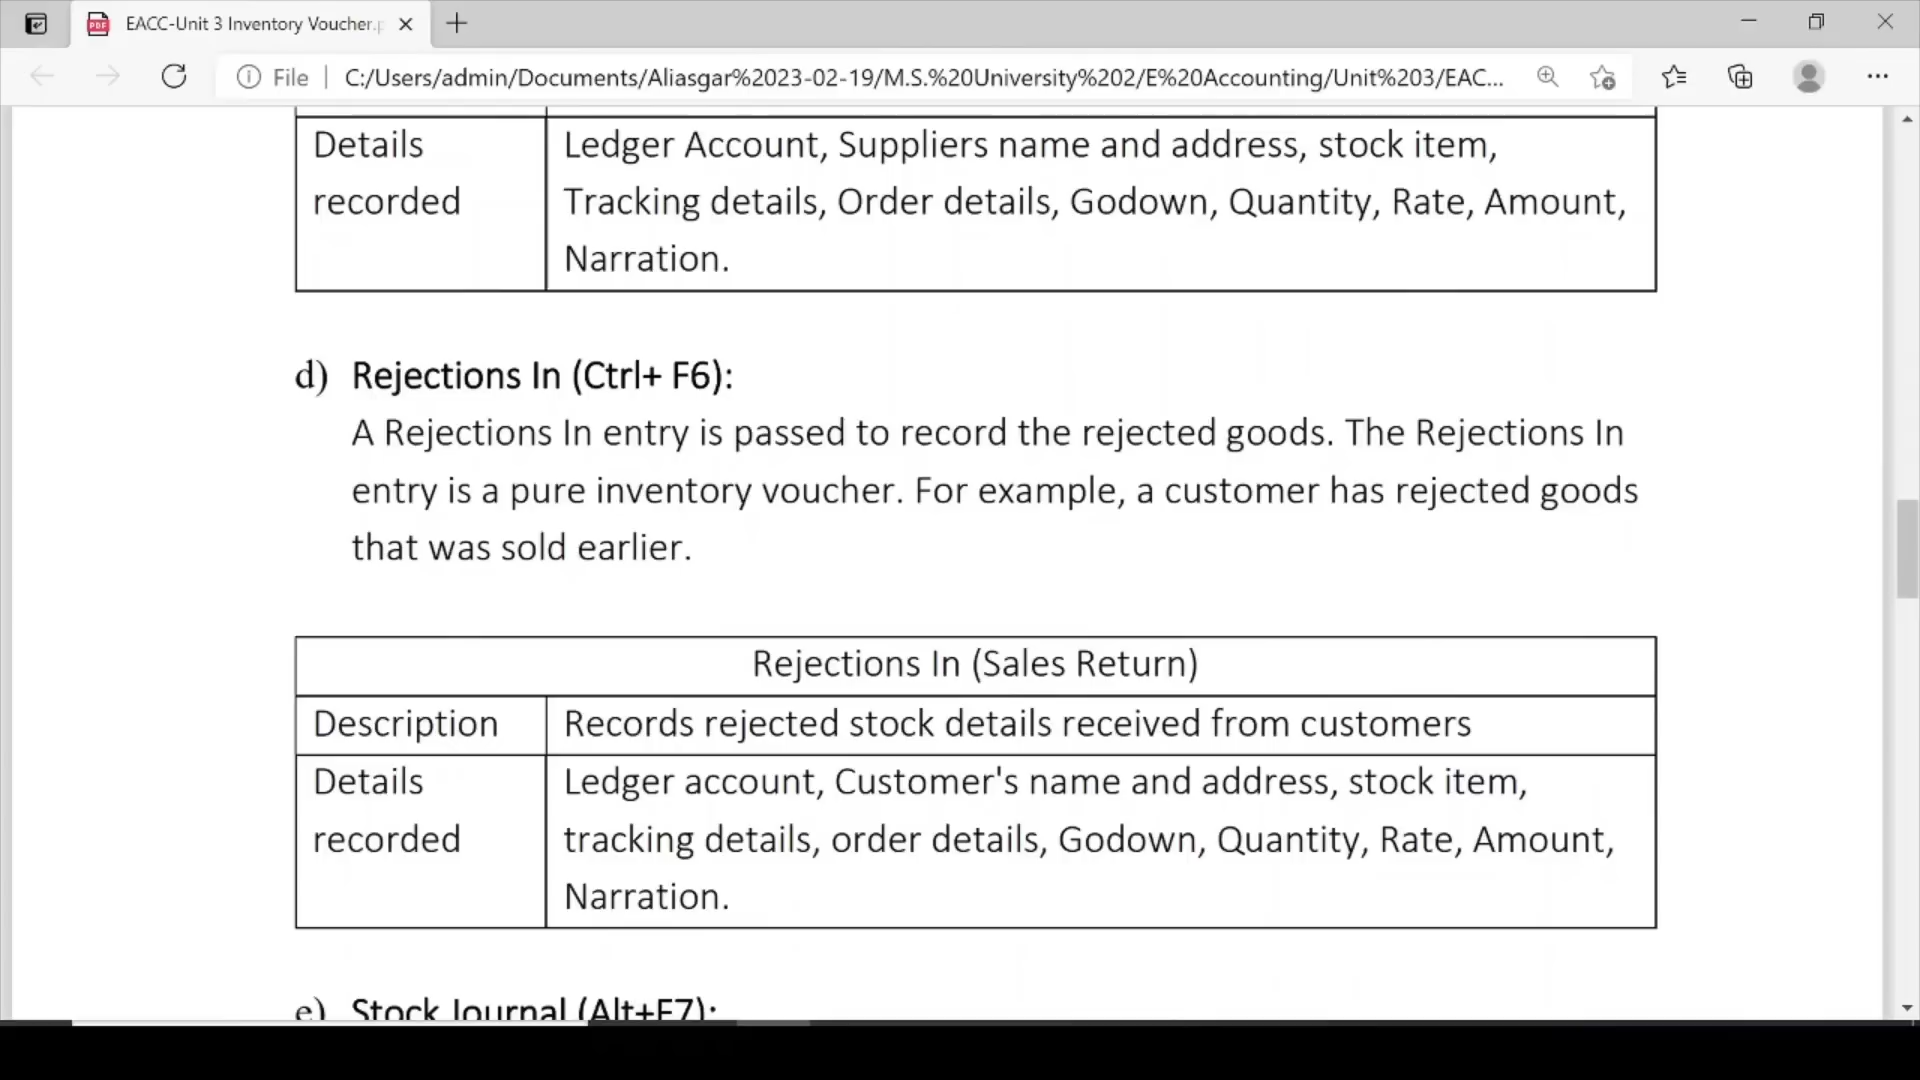 EACC-Unit 3 Inventory Voucher.p
File
C:/Users/admin/Documents/Aliasgar%2023-02-19/M.S.%20University%202/E%20Accounting/Unit%203/EAC...
Details recorded
Ledger Account, Suppliers name and address, stock item,
Tracking details, Order details, Godown, Quantity, Rate, Amount,
Narration.
d) Rejections In (Ctrl+ F6):
A Rejections In entry is passed to record the rejected goods. The Rejections In
entry is a pure inventory voucher. For example, a customer has rejected goods
that was sold earlier.
Rejections In (Sales Return)
Description
Records rejected stock details received from customers
Details recorded
Ledger account, Customer's name and address, stock item,
tracking details, order details, Godown, Quantity, Rate, Amount,
Narration.
e) Stock Journal (Alt+F7):